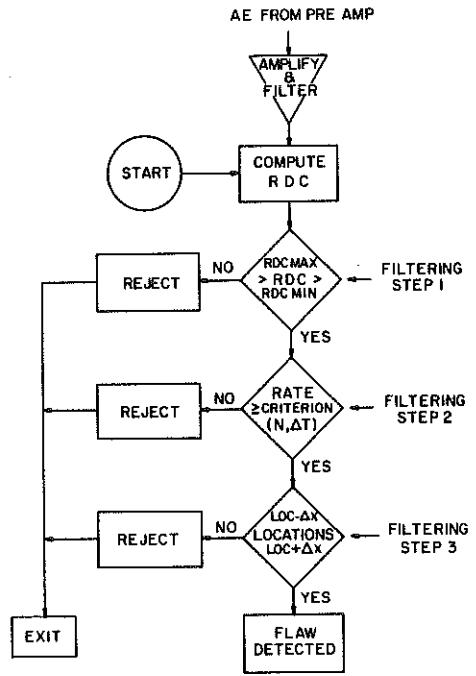 AE FROM PRE AMP
AMPLIFY
&
FILTER
START
COMPUTE
R D C
RDC MAX
> RDC >
RDC MIN
NO
REJECT
FILTERING
STEP 1
YES
RATE
≥CRITERION
(N,ΔT)
NO
REJECT
FILTERING
STEP 2
YES
LOC-ΔX
LOCATIONS
LOC+ΔX
NO
REJECT
FILTERING
STEP 3
YES
EXIT
FLAW
DETECTED